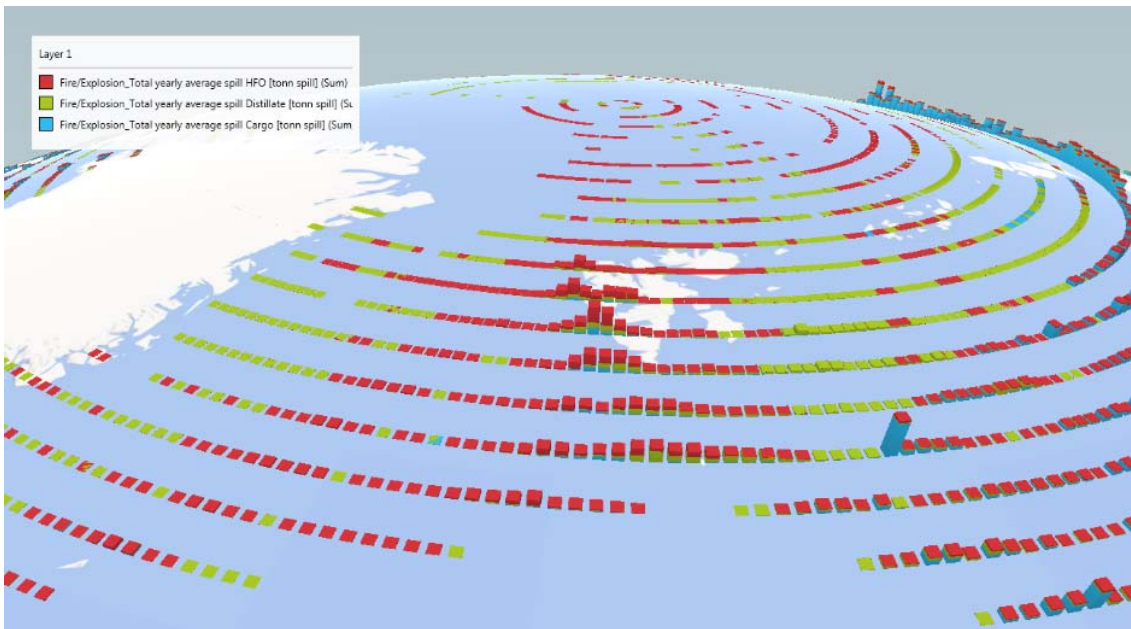 Layer 1
Fire/Explosion_Total yearly average spill HFO [tonn spill] (Sum)
Fire/Explosion_Total yearly average spill Distillate [tonn spill] (Su
Fire/Explosion_Total yearly average spill Cargo [tonn spill] (Sum